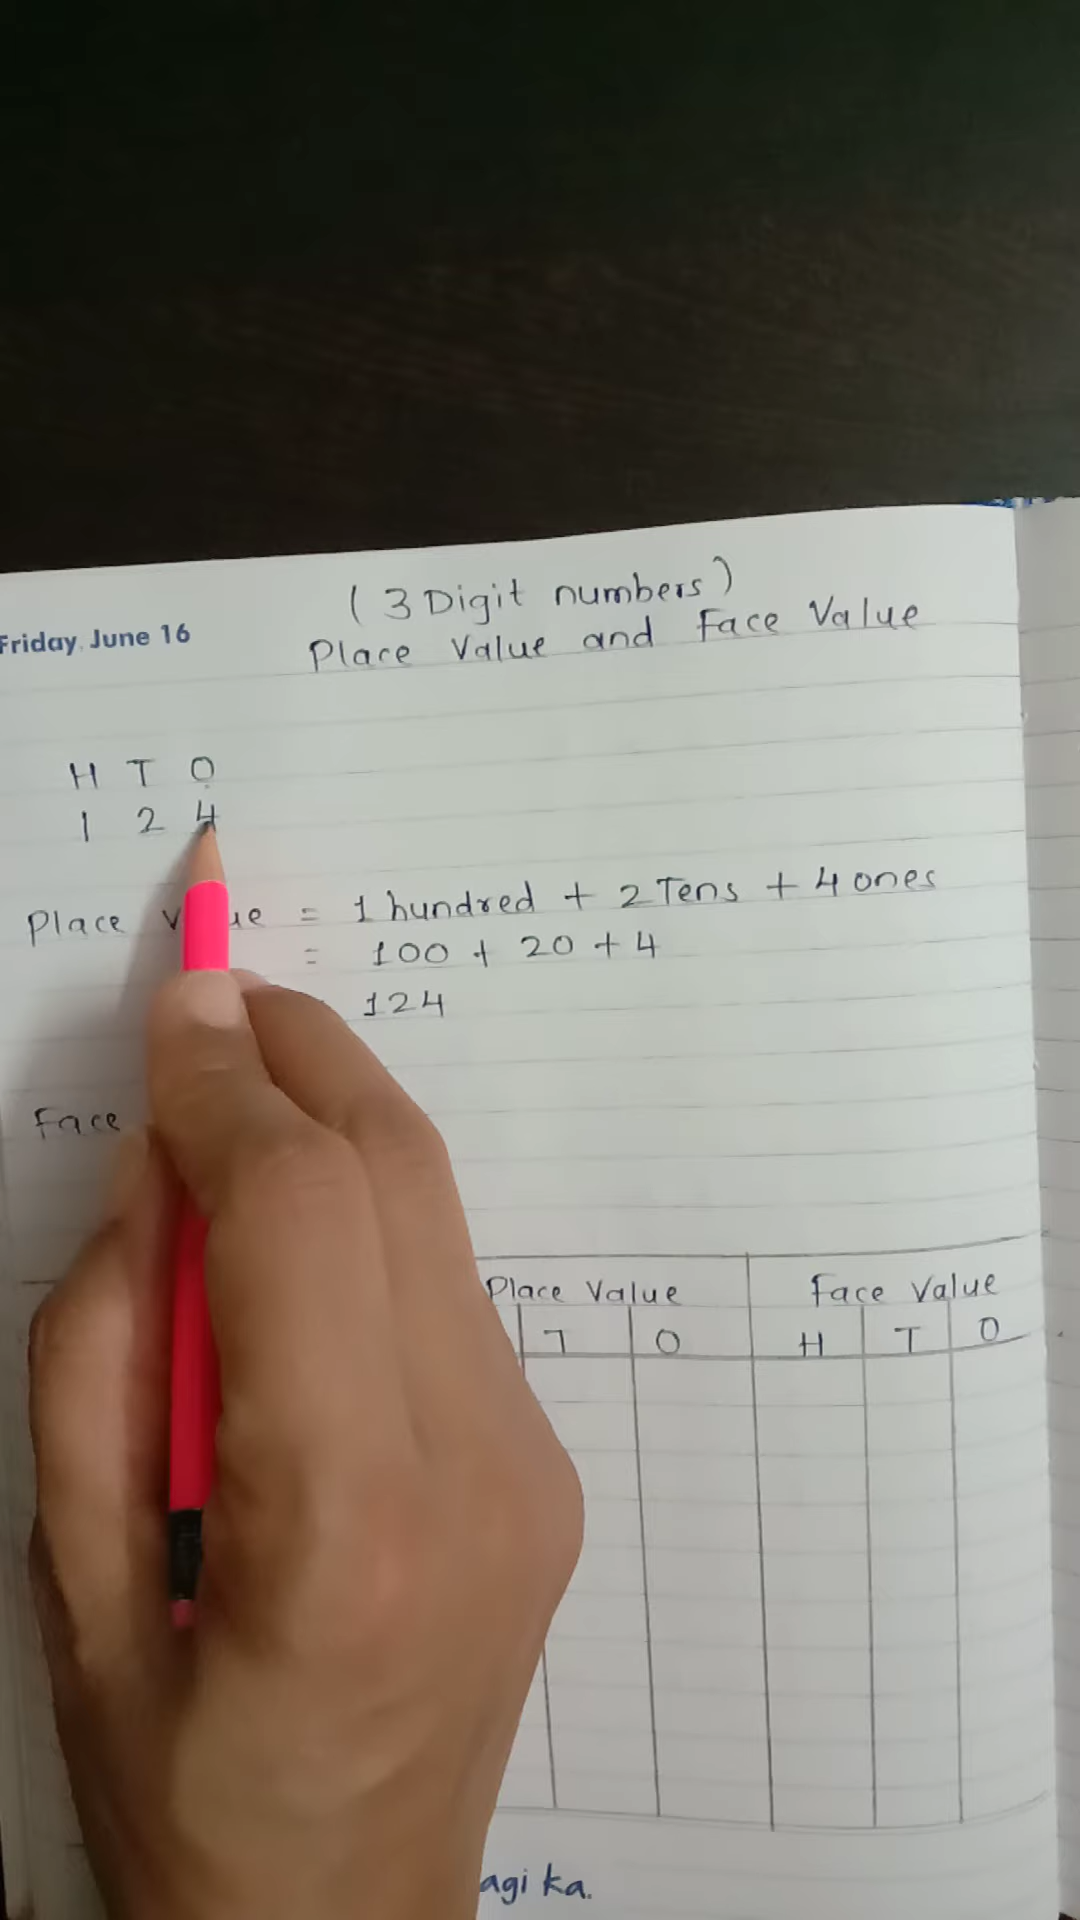 (3 Digit numbers)
Friday, June 16
Place Value and Face Value
H T O
1 2 4
Place = 1 hundred + 2 Tens + 4 ones
= 100 + 20 + 4
124
Face
Place Value Face Value
T O H T O
agi ka.